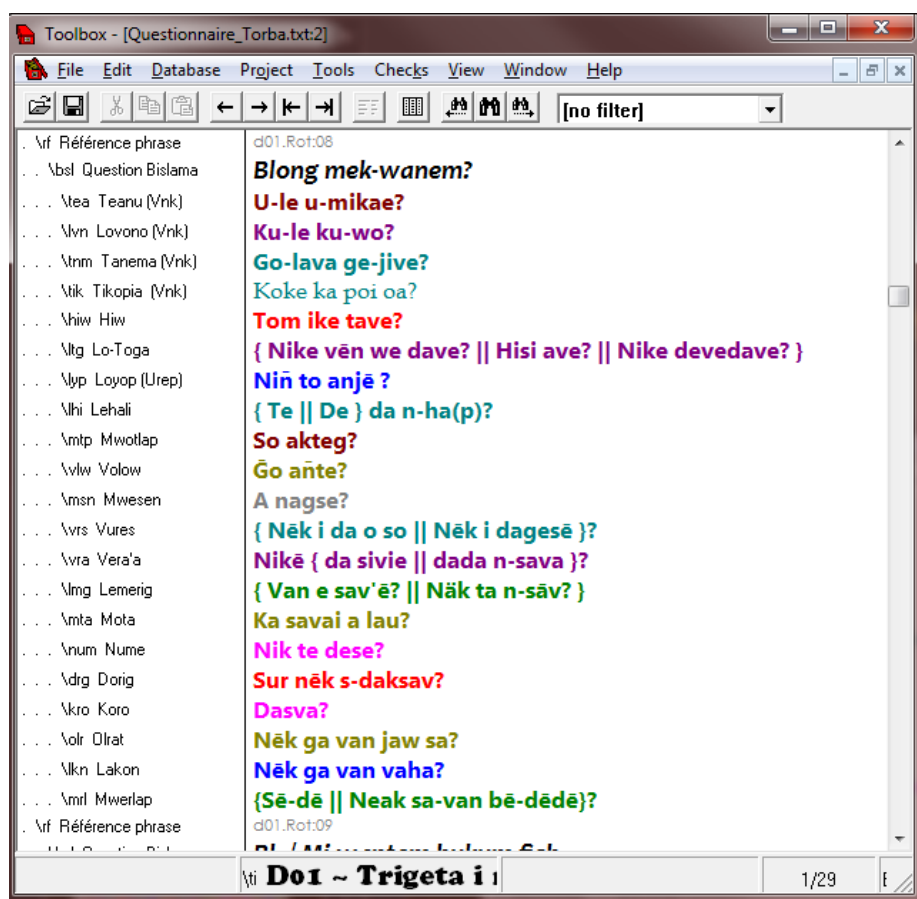 Toolbox - [Questionnaire_Torba.txt:2]
File Edit Database Project Tools Checks View Window Help
[no filter]
. \rf Référence phrase d01.Rot:08
. . \bsl Question Bislama Blong mek-wanem?
. . . \tea Teanu (Vnk) U-le u-mikae?
. . . \lvn Lovono (Vnk) Ku-le ku-wo?
. . . \tnm Tanema (Vnk) Go-lava ge-jive?
. . . \tik Tikopia (Vnk) Koke ka poi oa?
. . . \hiw Hiw Tom ike tave?
. . . \ltg Lo-Toga { Nike vēn we dave? || Hisi ave? || Nike devedave? }
. . . \lyp Loyop (Urep) Nin̄ to anjē ?
. . . \lhi Lehali { Te || De } da n-ha(p)?
. . . \mtp Mwotlap So akteg?
. . . \vlw Volow Ḡo an̄te?
. . . \msn Mwesen A nagse?
. . . \vrs Vures { Nēk i da o so || Nēk i dagesē }?
. . . \vra Vera'a Nikē { da sivie || dada n-sava }?
. . . \lmg Lemerig { Van e sav'ē? || Näk ta n-sāv? }
. . . \mta Mota Ka savai a lau?
. . . \num Nume Nik te dese?
. . . \drg Dorig Sur nēk s-daksav?
. . . \kro Koro Dasva?
. . . \olr Olrat Nēk ga van jaw sa?
. . . \lkn Lakon Nēk ga van vaha?
. . . \mrl Mwerlap {Sē-dē || Neak sa-van bē-dēdē}?
. \rf Référence phrase d01.Rot:09
\ti D01 ~ Trigeta i 1/29